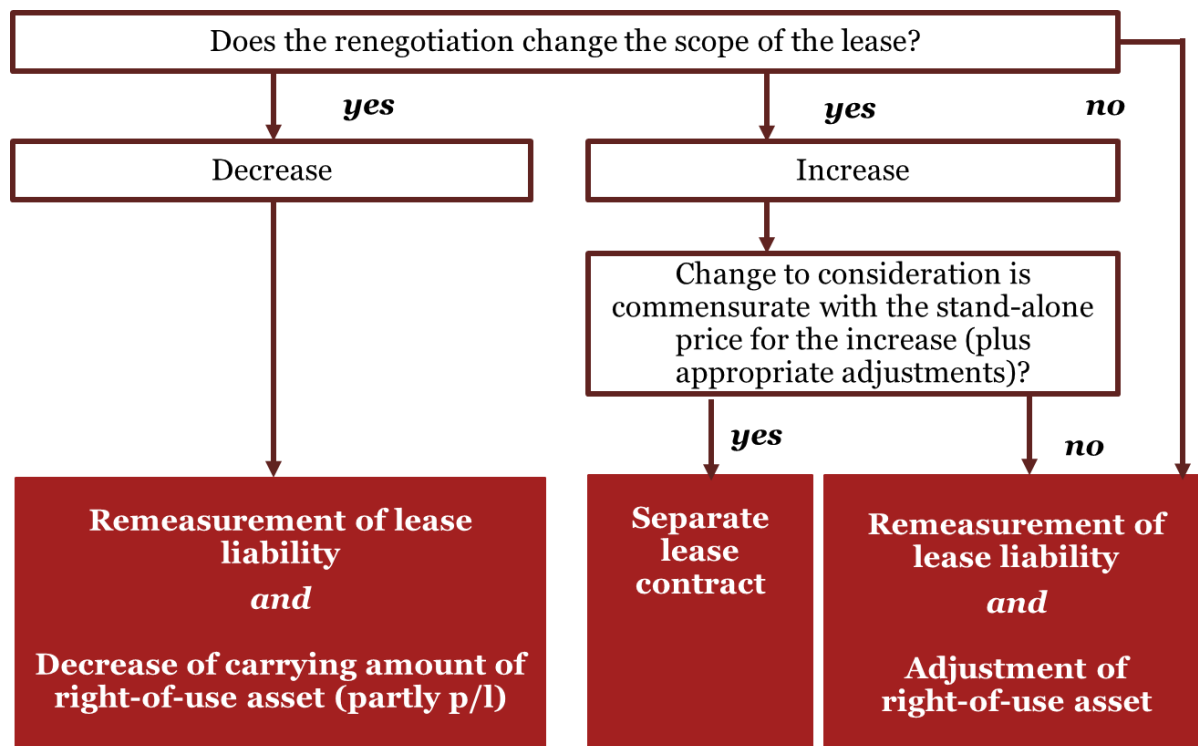 Does the renegotiation change the scope of the lease?
yes
yes
no
Decrease
Increase
Change to consideration is
commensurate with the stand-alone
price for the increase (plus
appropriate adjustments)?
yes
no
Remeasurement of lease
liability
and
Decrease of carrying amount of
right-of-use asset (partly p/l)
Separate
lease
contract
Remeasurement of
lease liability
and
Adjustment of
right-of-use asset